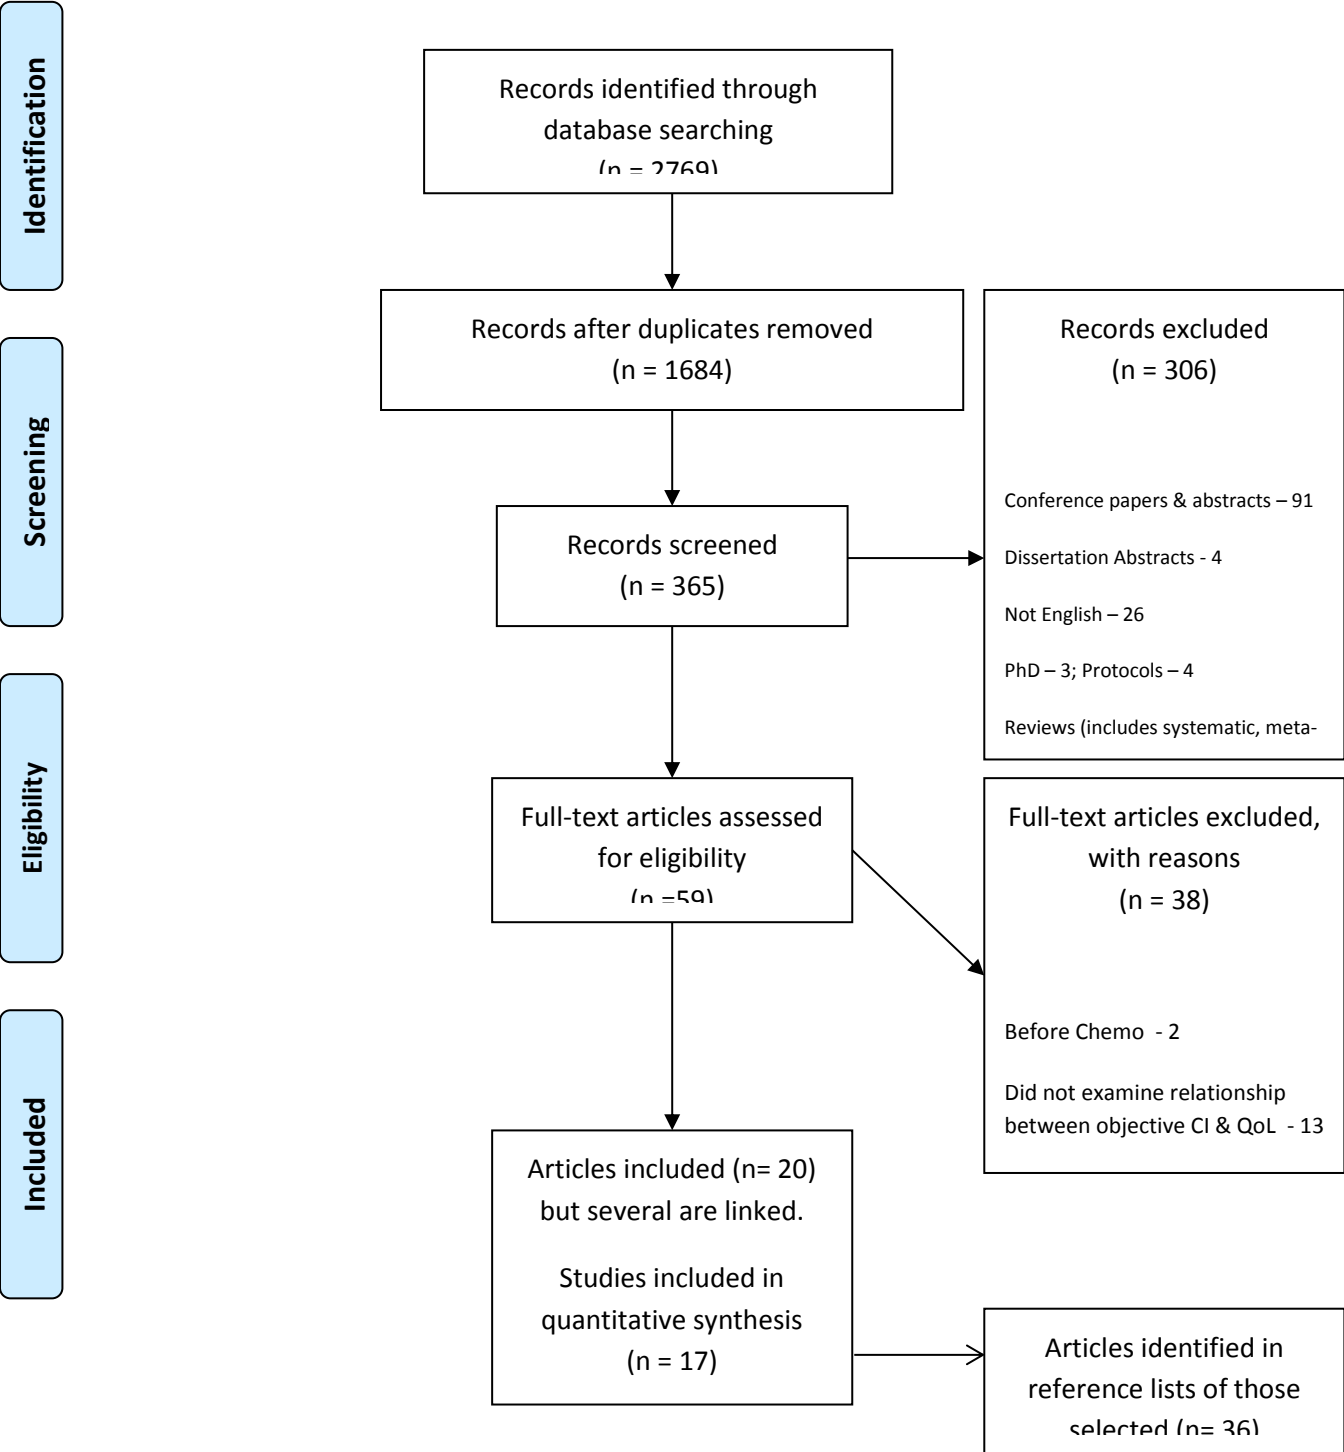 Identification
Records identified through
database searching
(n = 2769)
Records after duplicates removed
(n = 1684)
Records excluded
(n = 306)
Conference papers & abstracts – 91
Dissertation Abstracts - 4
Not English – 26
PhD – 3; Protocols – 4
Reviews (includes systematic, meta-
Screening
Records screened
(n = 365)
Eligibility
Full-text articles assessed
for eligibility
(n =59)
Full-text articles excluded,
with reasons
(n = 38)
Before Chemo - 2
Did not examine relationship
between objective CI & QoL - 13
Included
Articles included (n= 20)
but several are linked.
Studies included in
quantitative synthesis
(n = 17)
Articles identified in
reference lists of those
selected (n= 36)